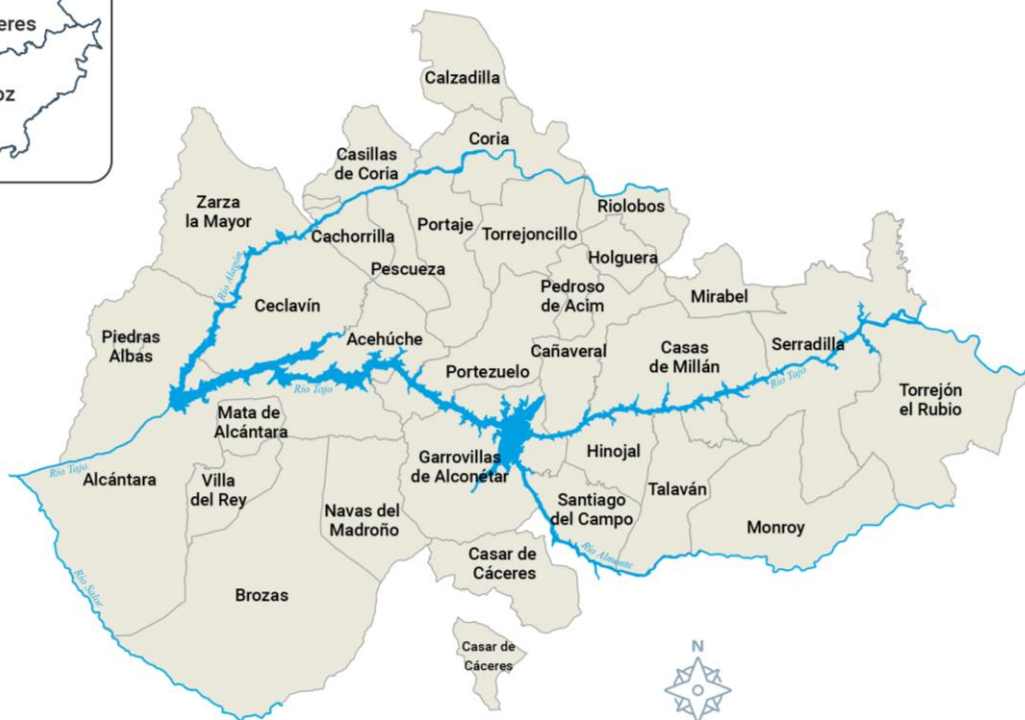 eres
oz
Calzadilla
Coria
Casillas
de Coria
Zarza
la Mayor
Riolobos
Portaje
Torrejoncillo
Cachorrilla
Holguera
Pescueza
Río Alagón
Pedroso
de Acim
Mirabel
Ceclavín
Piedras
Albas
Acehúche
Cañaveral
Casas
de Millán
Serradilla
Portezuelo
Río Tajo
Río Tajo
Torrejón
el Rubio
Mata de
Alcántara
Hinojal
Garrovillas
de Alconétar
Río Tajo
Alcántara
Villa
del Rey
Talaván
Santiago
del Campo
Navas del
Madroño
Monroy
Río Almonte
Casar de
Cáceres
Río Salor
Brozas
Casar de
Cáceres
N